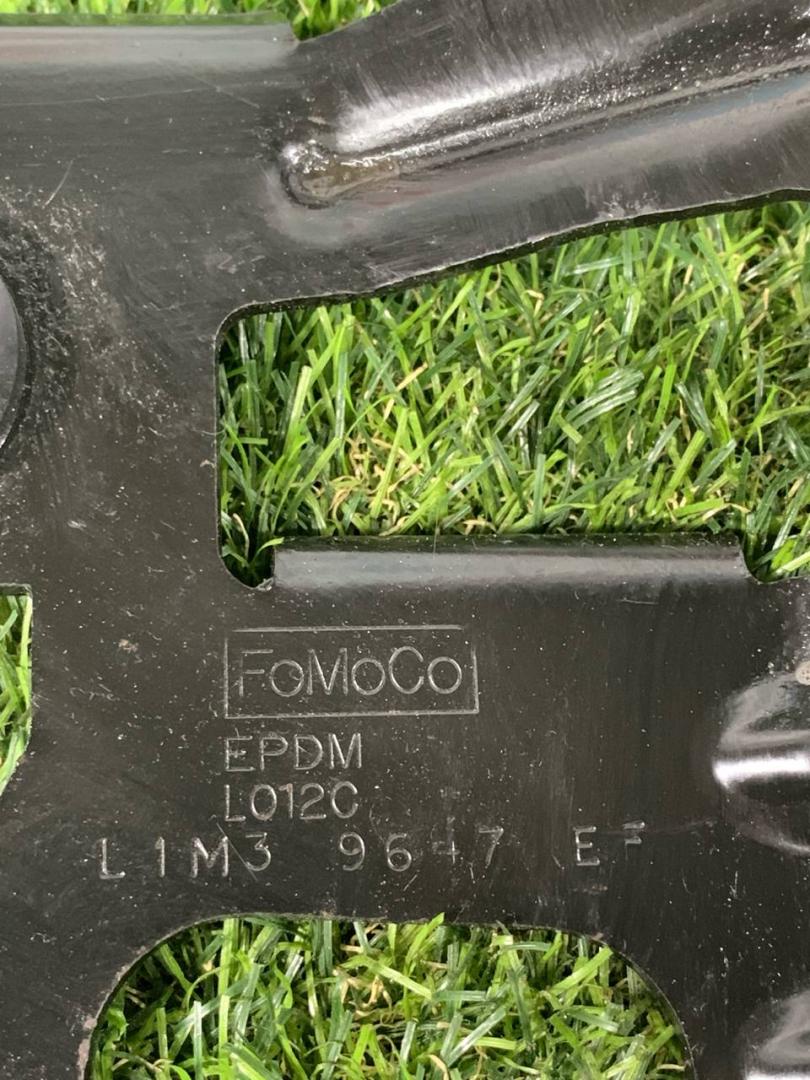 FoMoCo
EPDM
L012C
L1M3 9647